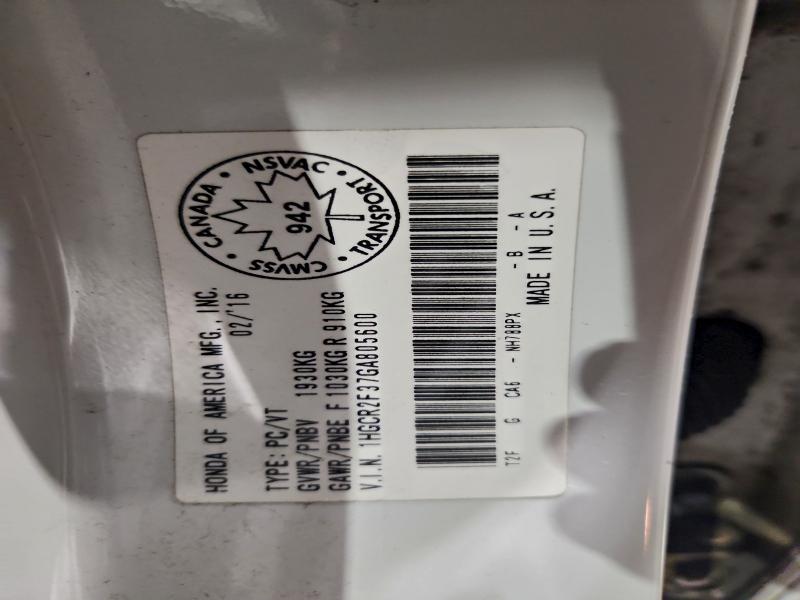 HONDA OF AMERICA MFG., INC.
02/'16
TYPE: PC/VT
GVWR/PNBV 1930KG
GAWR/PNBE F 1030KG R 910KG
V.I.N. 1HGCR2F37GA805600
CANADA • NSVAC • TRANSPORT • CMVSS •
942
T2F G CA6 - NH788PX - B - A
MADE IN U.S.A.